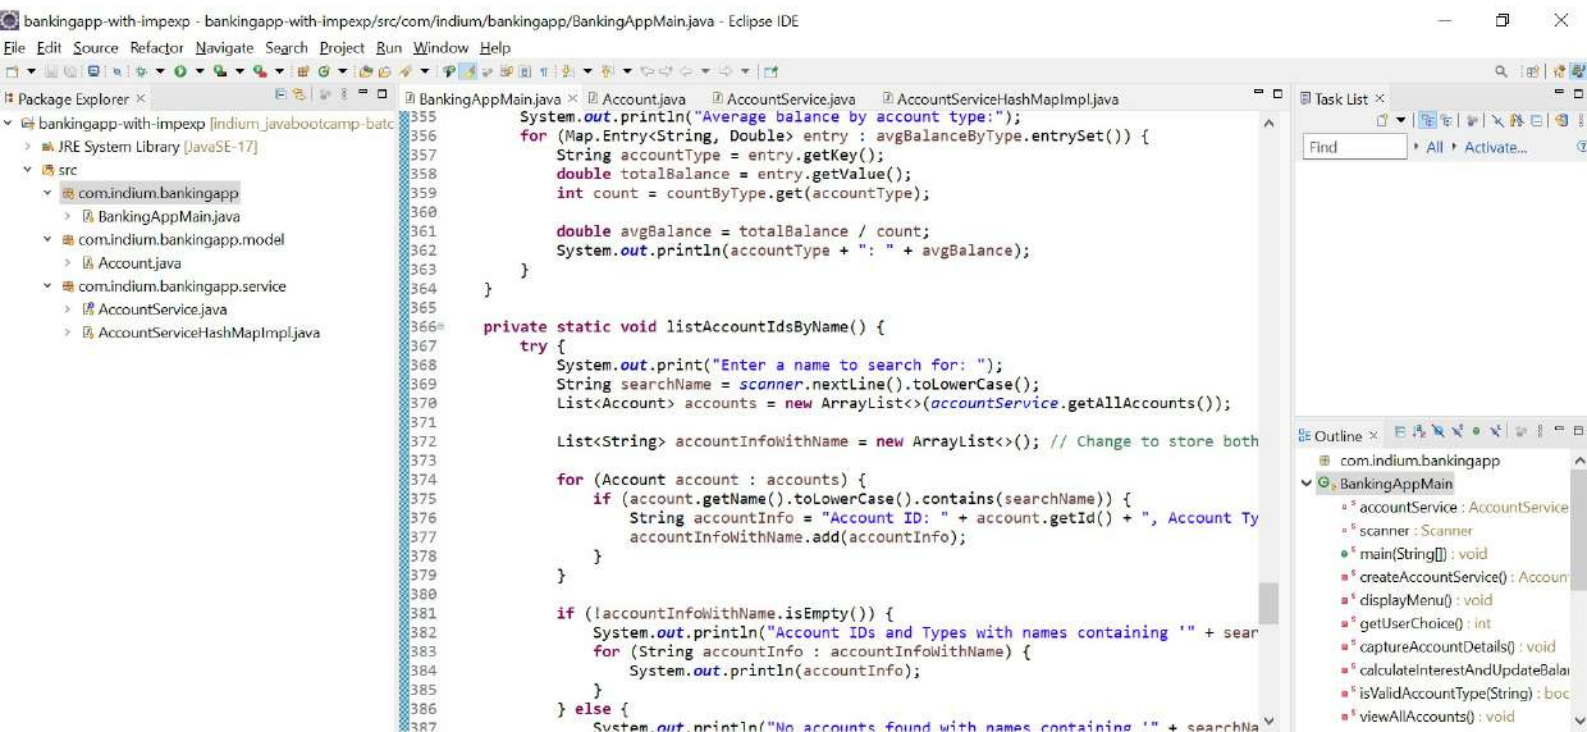 bankingapp-with-impexp - bankingapp-with-impexp/src/com/indium/bankingapp/BankingAppMain.java - Eclipse IDE
File Edit Source Refactor Navigate Search Project Run Window Help
Package Explorer
bankingapp-with-impexp [indium_javabootcamp-batc
JRE System Library [JavaSE-17]
src
com.indium.bankingapp
BankingAppMain.java
com.indium.bankingapp.model
Account.java
com.indium.bankingapp.service
AccountService.java
AccountServiceHashMapImpl.java
BankingAppMain.java Account.java AccountService.java AccountServiceHashMapImpl.java
355 System.out.println("Average balance by account type:");
356 for (Map.Entry<String, Double> entry : avgBalanceByType.entrySet()) {
357 String accountType = entry.getKey();
358 double totalBalance = entry.getValue();
359 int count = countByType.get(accountType);
360
361 double avgBalance = totalBalance / count;
362 System.out.println(accountType + ": " + avgBalance);
363 }
364 }
365
366 private static void listAccountIdsByName() {
367 try {
368 System.out.print("Enter a name to search for: ");
369 String searchName = scanner.nextLine().toLowerCase();
370 List<Account> accounts = new ArrayList<>(accountService.getAllAccounts());
371
372 List<String> accountInfoWithName = new ArrayList<>(); // Change to store both
373
374 for (Account account : accounts) {
375 if (account.getName().toLowerCase().contains(searchName)) {
376 String accountInfo = "Account ID: " + account.getId() + ", Account Ty
377 accountInfoWithName.add(accountInfo);
378 }
379 }
380
381 if (!accountInfoWithName.isEmpty()) {
382 System.out.println("Account IDs and Types with names containing '" + sear
383 for (String accountInfo : accountInfoWithName) {
384 System.out.println(accountInfo);
385 }
386 } else {
387 System.out.println("No accounts found with names containing '" + searchNa
Task List
Find All Activate...
Outline
com.indium.bankingapp
BankingAppMain
accountService : AccountService
scanner : Scanner
main(String[]) : void
createAccountService() : Accoun
displayMenu() : void
getUserChoice() : int
captureAccountDetails() : void
calculateInterestAndUpdateBalan
isValidAccountType(String) : boo
viewAllAccounts() : void